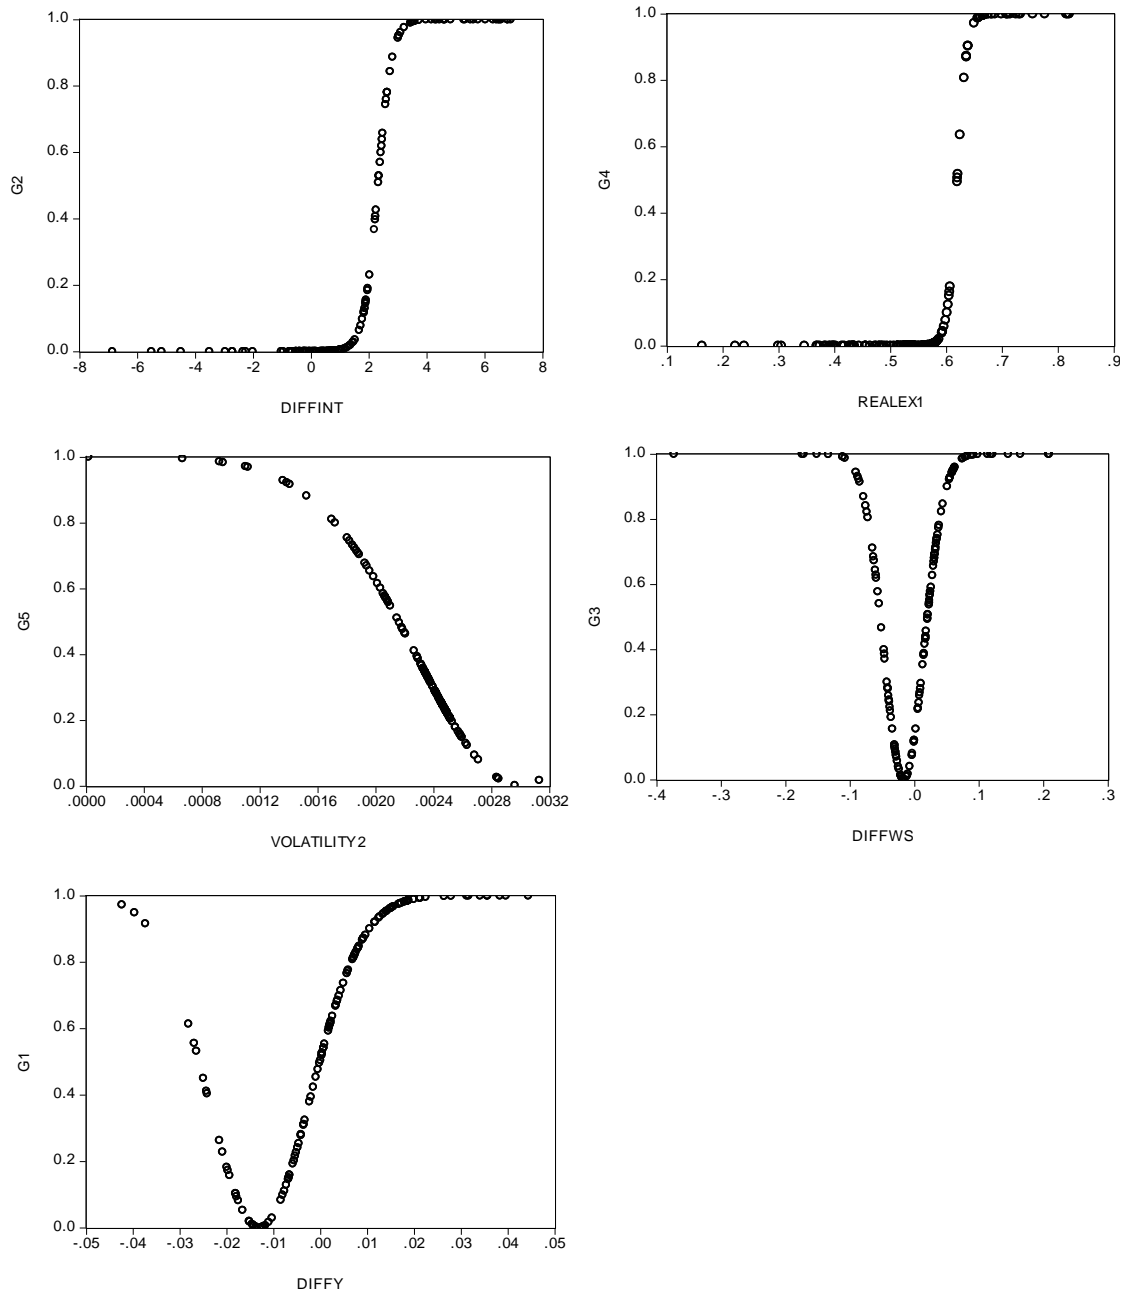 1.0
0.8
0.6
0.4
0.2
0.0
G2
-8 -6 -4 -2 0 2 4 6 8
DIFFINT
1.0
0.8
0.6
0.4
0.2
0.0
G4
.1 .2 .3 .4 .5 .6 .7 .8 .9
REALEX1
1.0
0.8
0.6
0.4
0.2
0.0
G5
.0000 .0004 .0008 .0012 .0016 .0020 .0024 .0028 .0032
VOLATILITY2
1.0
0.8
0.6
0.4
0.2
0.0
G3
-.4 -.3 -.2 -.1 .0 .1 .2 .3
DIFFWS
1.0
0.8
0.6
0.4
0.2
0.0
G1
-.05 -.04 -.03 -.02 -.01 .00 .01 .02 .03 .04 .05
DIFFY